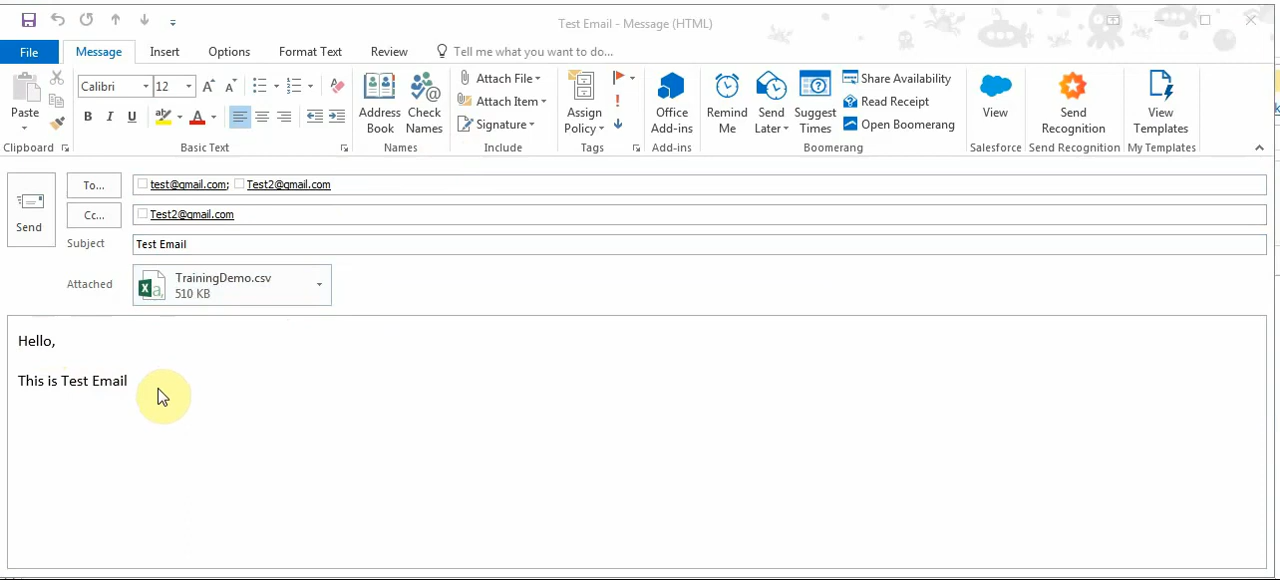 Test Email - Message (HTML)
File Message Insert Options Format Text Review Tell me what you want to do...
Calibri 12 Attach File Share Availability
Attach Item Read Receipt
Paste B I U A Address Book Check Names Signature Assign Policy Office Add-ins Remind Me Send Later Suggest Times Open Boomerang View Send Recognition View Templates
Clipboard Basic Text Names Include Tags Add-ins Boomerang Salesforce Send Recognition My Templates
To... test@gmail.com; Test2@gmail.com
Cc... Test2@gmail.com
Send
Subject Test Email
Attached TrainingDemo.csv
510 KB
Hello,
This is Test Email